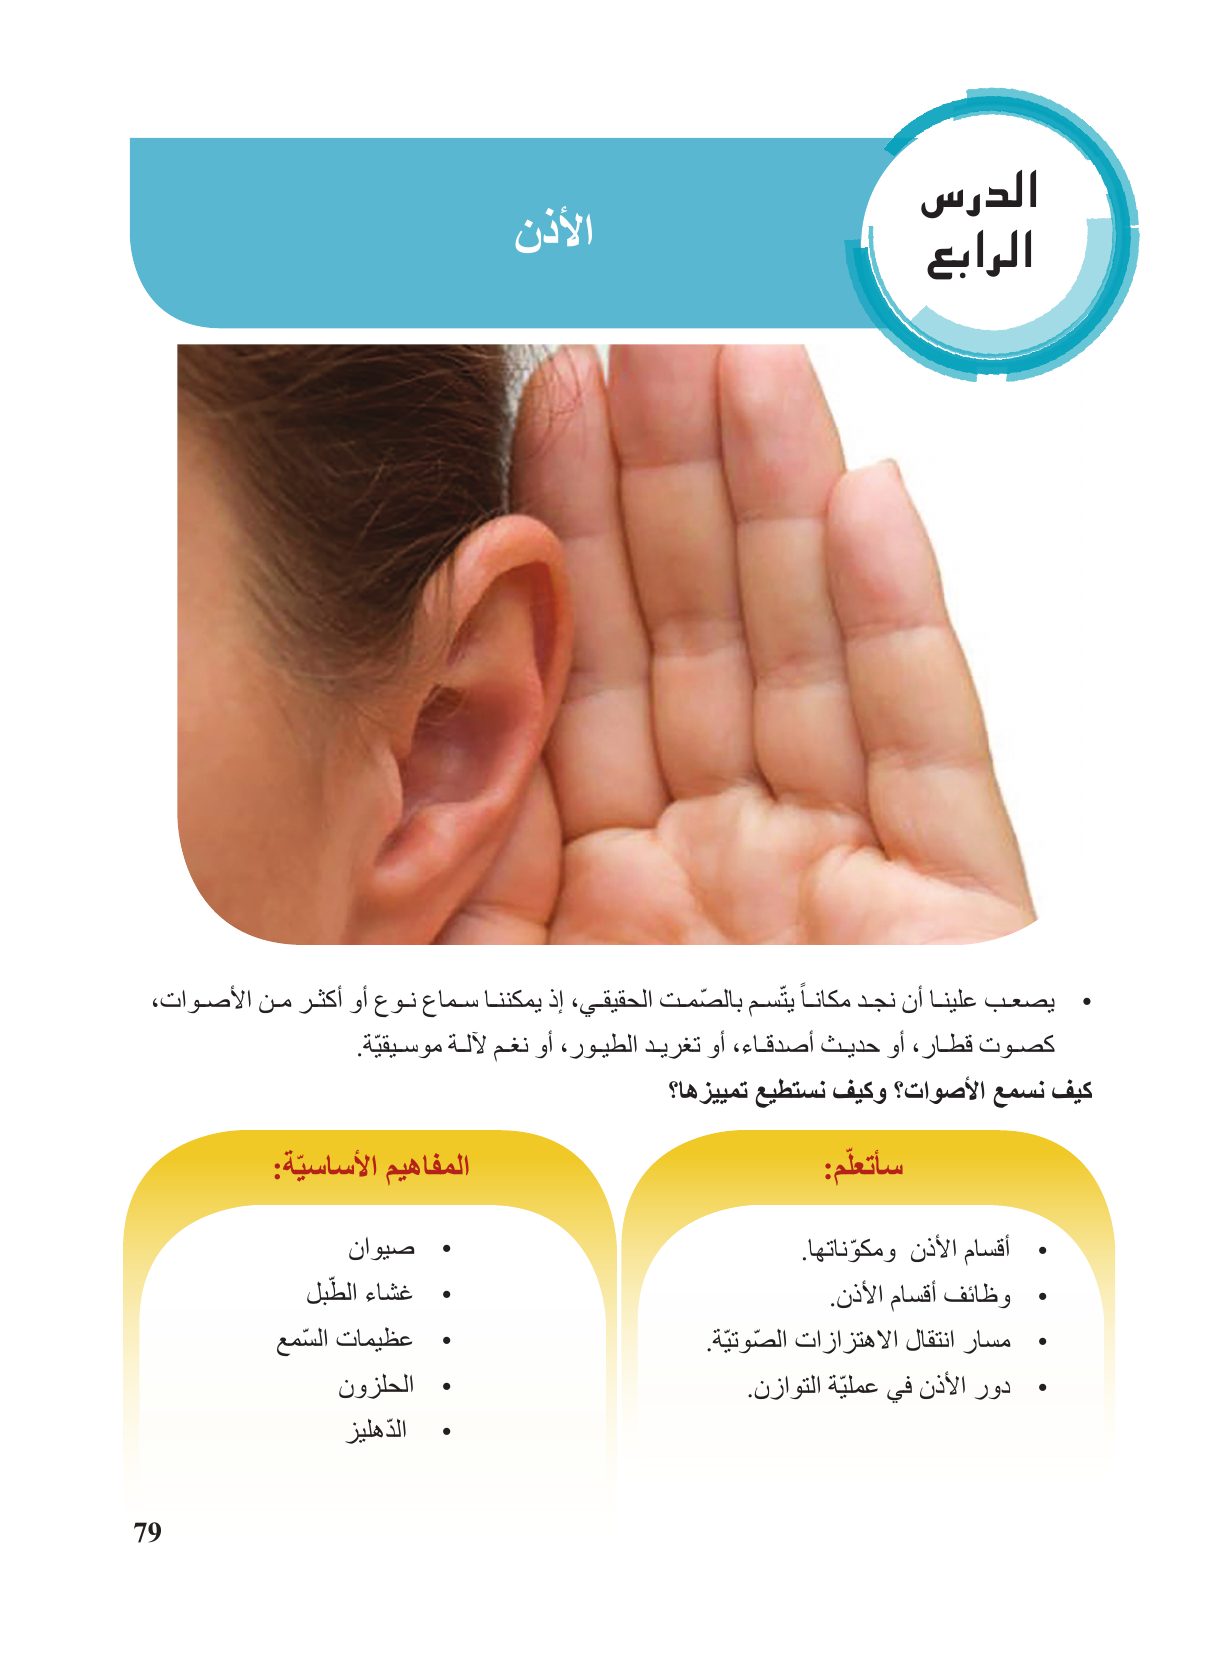 الدرس
الرابع
الأذن
• يصعب علينا أن نجد مكاناً يتّسم بالصّمت الحقيقي، إذ يمكننا سماع نوع أو أكثر من الأصوات،
كصوت قطار، أو حديث أصدقاء، أو تغريد الطيور، أو نغم لآلة موسيقيّة.
كيف نسمع الأصوات؟ وكيف نستطيع تمييزها؟
سأتعلّم:
• أقسام الأذن ومكوّناتها.
• وظائف أقسام الأذن.
• مسار انتقال الاهتزازات الصّوتيّة.
• دور الأذن في عمليّة التوازن.
المفاهيم الأساسيّة:
• صيوان
• غشاء الطّبل
• عظيمات السّمع
• الحلزون
• الدّهليز
79